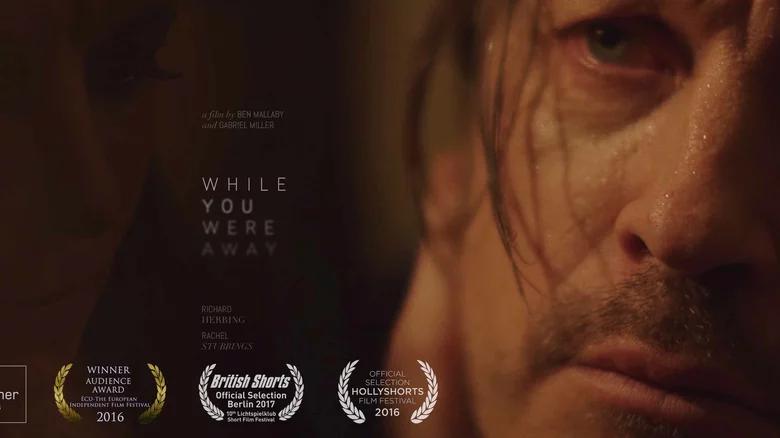 a film by BEN MALLABY
and GABRIEL MILLER
WHILE
YOU
WERE
AWAY
RICHARD
HERBING
RACHEL
STUBBINGS
WINNER
AUDIENCE
AWARD
ÉCU-THE EUROPEAN
INDEPENDENT FILM FESTIVAL
2016
British Shorts
Official Selection
Berlin 2017
10th Lichtspielklub
Short Film Festival
OFFICIAL
SELECTION
HOLLYSHORTS
FILM FESTIVAL
2016